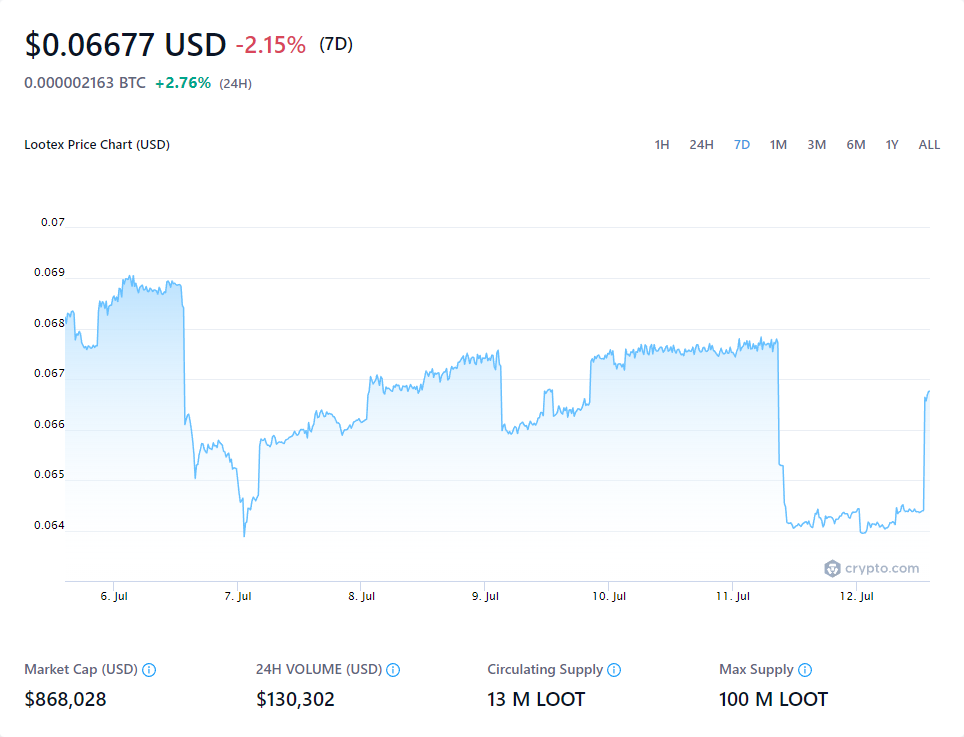 $0.06677 USD -2.15% (7D)
0.000002163 BTC +2.76% (24H)
Lootex Price Chart (USD) 1H 24H 7D 1M 3M 6M 1Y ALL
0.07
0.069
0.068
0.067
0.066
0.065
0.064
crypto.com
6. Jul 7. Jul 8. Jul 9. Jul 10. Jul 11. Jul 12. Jul
Market Cap (USD) 24H VOLUME (USD) Circulating Supply Max Supply
$868,028 $130,302 13 M LOOT 100 M LOOT